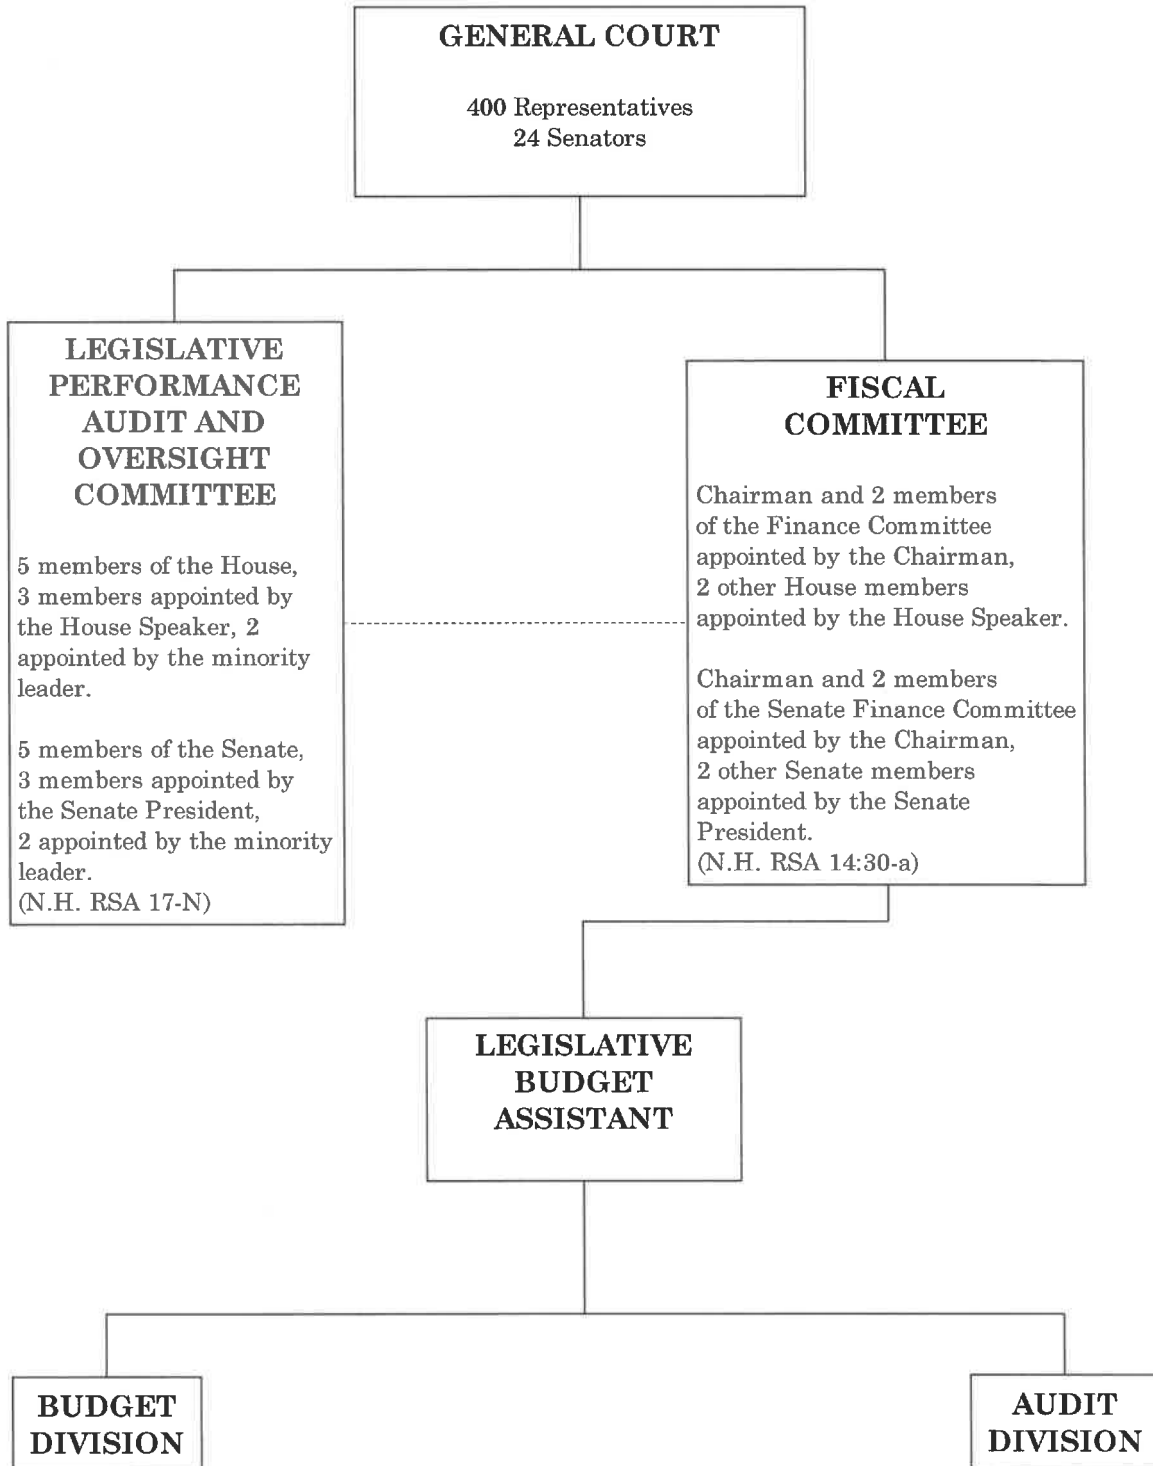 GENERAL COURT
400 Representatives
24 Senators
LEGISLATIVE
PERFORMANCE
AUDIT AND
OVERSIGHT
COMMITTEE
5 members of the House,
3 members appointed by
the House Speaker, 2
appointed by the minority
leader.
5 members of the Senate,
3 members appointed by
the Senate President,
2 appointed by the minority
leader.
(N.H. RSA 17-N)
FISCAL
COMMITTEE
Chairman and 2 members
of the Finance Committee
appointed by the Chairman,
2 other House members
appointed by the House Speaker.
Chairman and 2 members
of the Senate Finance Committee
appointed by the Chairman,
2 other Senate members
appointed by the Senate
President.
(N.H. RSA 14:30-a)
LEGISLATIVE
BUDGET
ASSISTANT
BUDGET
DIVISION
AUDIT
DIVISION